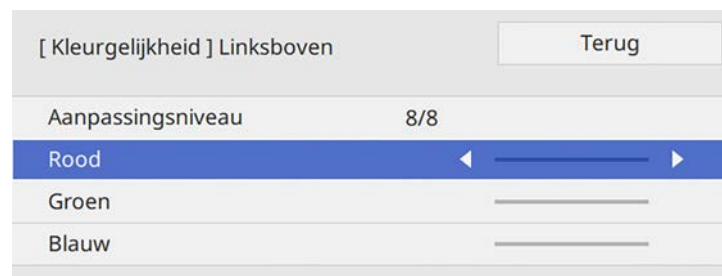 [ Kleurgelijkheid ] Linksboven
Terug
Aanpassingsniveau 8/8
Rood
Groen
Blauw